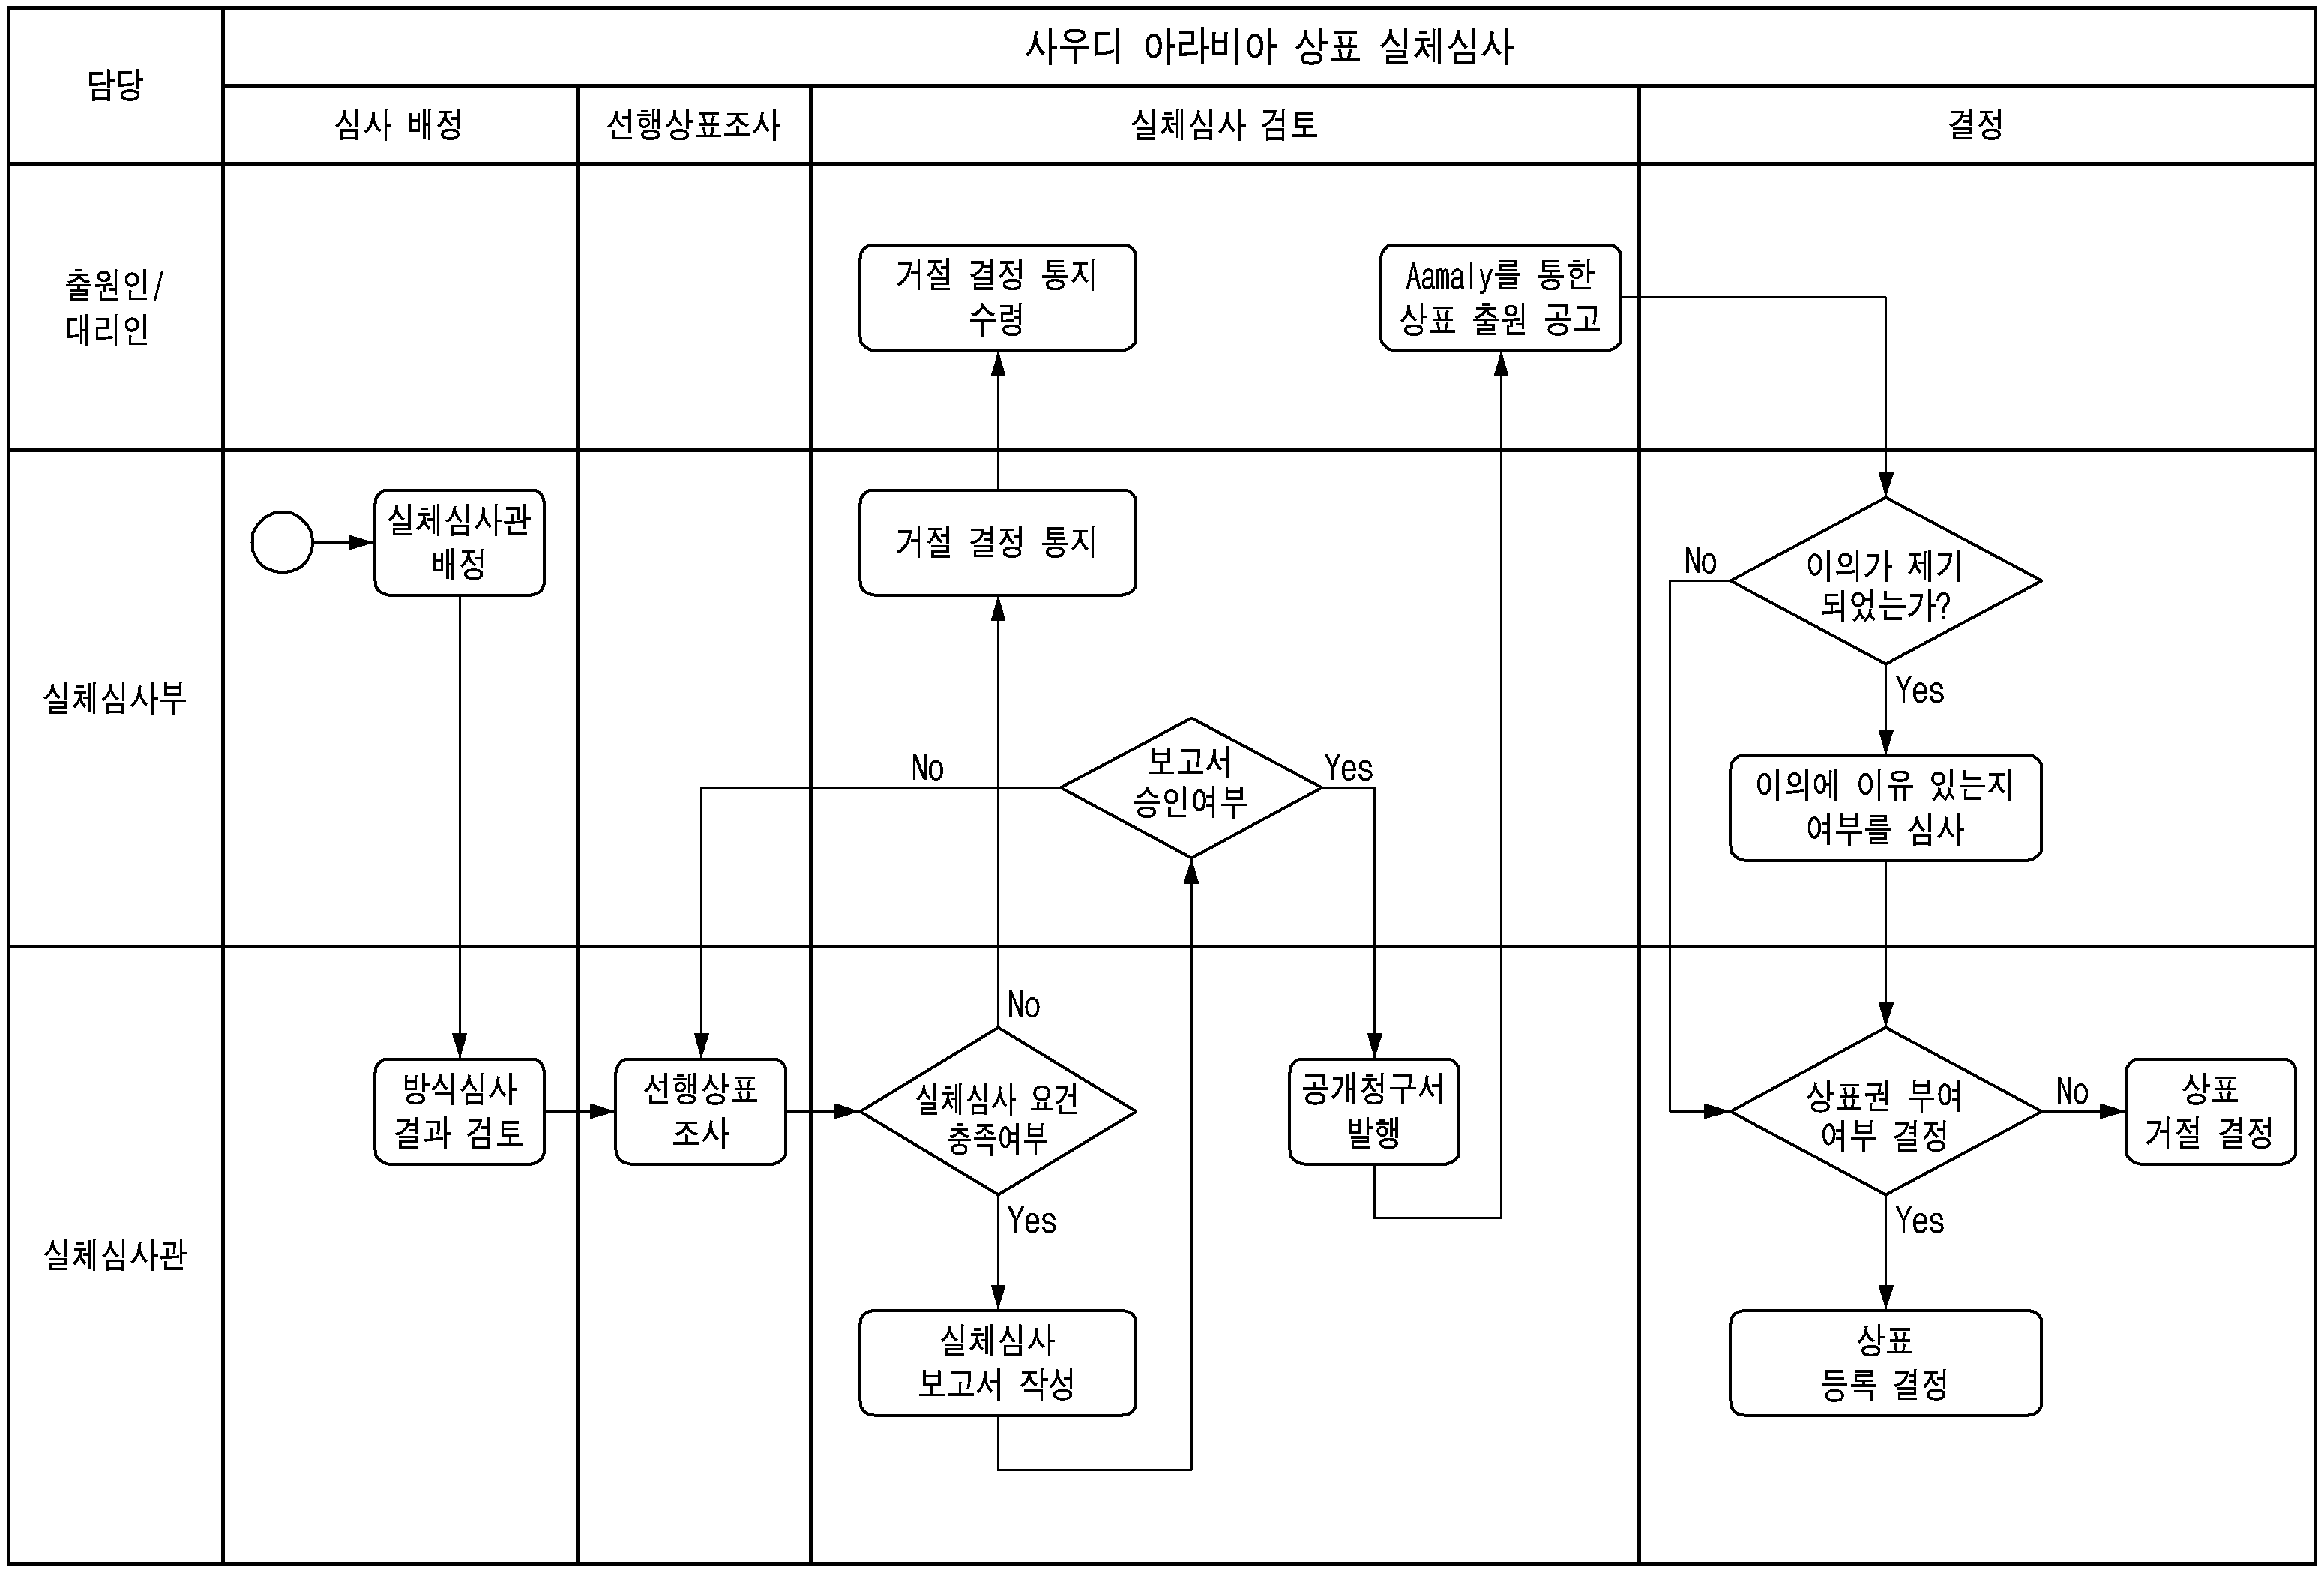 담당
사우디 아라비아 상표 실체심사
심사 배정
선행상표조사
실체심사 검토
결정
출원인/
대리인
거절 결정 통지
수령
Aamaly를 통한
상표 출원 공고
실체심사부
실체심사관
배정
거절 결정 통지
No
이의가 제기
되었는가?
Yes
No
보고서
승인여부
Yes
이의에 이유 있는지
여부를 심사
실체심사관
방식심사
결과 검토
선행상표
조사
No
실체심사 요건
충족여부
Yes
공개청구서
발행
상표권 부여
여부 결정
No
상표
거절 결정
Yes
실체심사
보고서 작성
상표
등록 결정